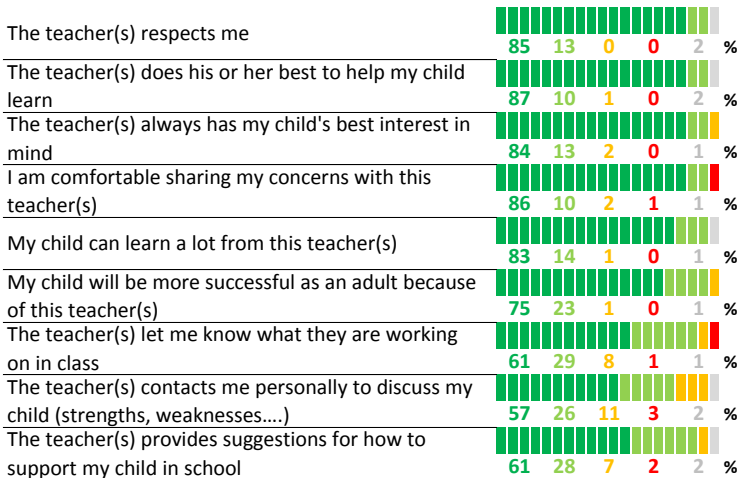 The teacher(s) respects me
85 13 0 0 2 %
The teacher(s) does his or her best to help my child
learn
87 10 1 0 2 %
The teacher(s) always has my child's best interest in
mind
84 13 2 0 1 %
I am comfortable sharing my concerns with this
teacher(s)
86 10 2 1 1 %
My child can learn a lot from this teacher(s)
83 14 1 0 1 %
My child will be more successful as an adult because
of this teacher(s)
75 23 1 0 1 %
The teacher(s) let me know what they are working
on in class
61 29 8 1 1 %
The teacher(s) contacts me personally to discuss my
child (strengths, weaknesses....)
57 26 11 3 2 %
The teacher(s) provides suggestions for how to
support my child in school
61 28 7 2 2 %